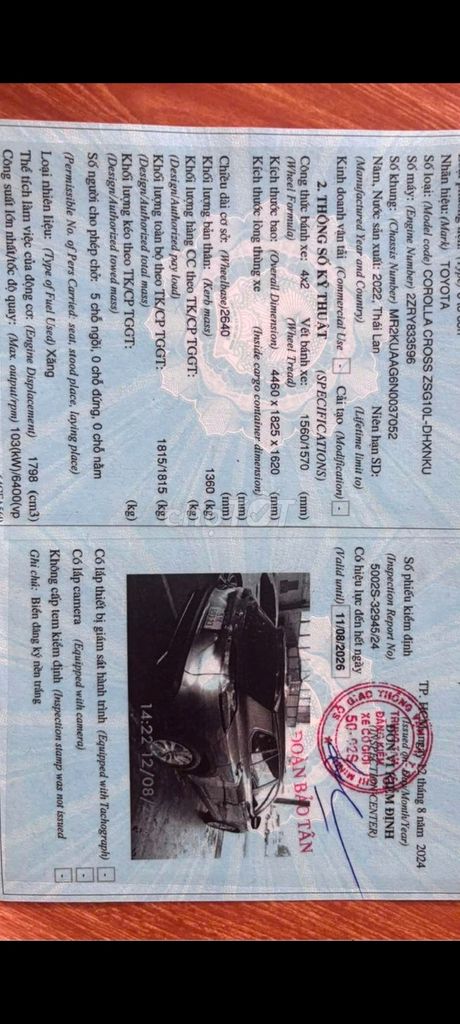 Nhãn hiệu: (Mark) TOYOTA
Số loại: (Model code) COROLLA CROSS ZSG10L-DHXNKU
Số máy: (Engine Number) 2ZRY833596
Số khung: (Chassis Number) MR2KUAAG6N0037052
Năm, Nước sản xuất: 2022, Thái Lan Niên hạn SD:
(Manufactured Year and Country) (Lifetime limit to)
Kinh doanh vận tải (Commercial Use) - Cải tạo (Modification) -
2. THÔNG SỐ KỸ THUẬT (SPECIFICATIONS)
Công thức bánh xe: 4x2 Vết bánh xe: 1560/1570 (mm)
(Wheel Formula) (Wheel Tread)
Kích thước bao: (Overall Dimension) 4460 x 1825 x 1620 (mm)
Kích thước lòng thùng xe (Inside cargo container dimension)
(mm)
Chiều dài cơ sở: (Wheelbase) 2640 (mm)
Khối lượng bản thân: (Kerb mass) 1360 (kg)
Khối lượng hàng CC theo TK/CP TGGT: (kg)
(Design/Authorized pay load)
Khối lượng toàn bộ theo TK/CP TGGT: 1815/1815 (kg)
(Design/Authorized total mass)
Khối lượng kéo theo TK/CP TGGT: (kg)
(Design/Authorized towed mass)
Số người cho phép chở: 5 chỗ ngồi, 0 chỗ đứng, 0 chỗ nằm
(Permissible No. of Pers Carried: seat, stood place, laying place)
Loại nhiên liệu: (Type of Fuel Used) Xăng
Thể tích làm việc của động cơ: (Engine Displacement) 1798 (cm3)
Công suất lớn nhất/tốc độ quay: (Max. output/rpm) 103(kW)/6400vp
Số phiếu kiểm định
(Inspection Report No)
5002S-32945/24
Có hiệu lực đến hết ngày
(Valid until) 11/08/2026
tháng 8 năm 2024
ĐƠN VỊ KIỂM ĐỊNH
ĐOÀN BẢO TÂN
14:22 12/08/
Có lắp thiết bị giám sát hành trình (Equipped with Tachograph) -
Có lắp camera (Equipped with camera) -
Không cấp tem kiểm định (Inspection stamp was not issued -
Ghi chú: Biển đăng ký nền trắng